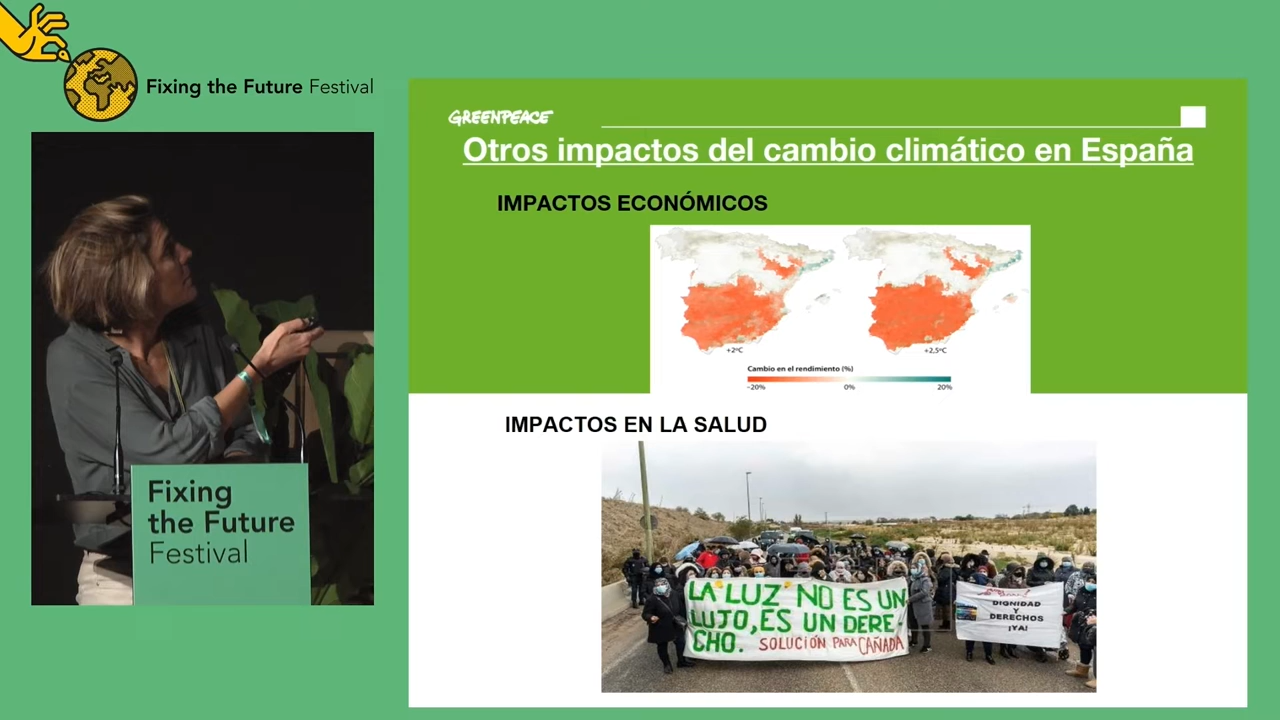 Fixing the Future Festival
GREENPEACE
Otros impactos del cambio climático en España
IMPACTOS ECONÓMICOS
+2ºC
+2,5ºC
Cambio en el rendimiento (%)
-20%
0%
20%
IMPACTOS EN LA SALUD
LA LUZ NO ES UN
LUJO, ES UN DERE
CHO. SOLUCIÓN PARA CAÑADA
DIGNIDAD
Y
DERECHOS
¡YA!
Fixing
the Future
Festival